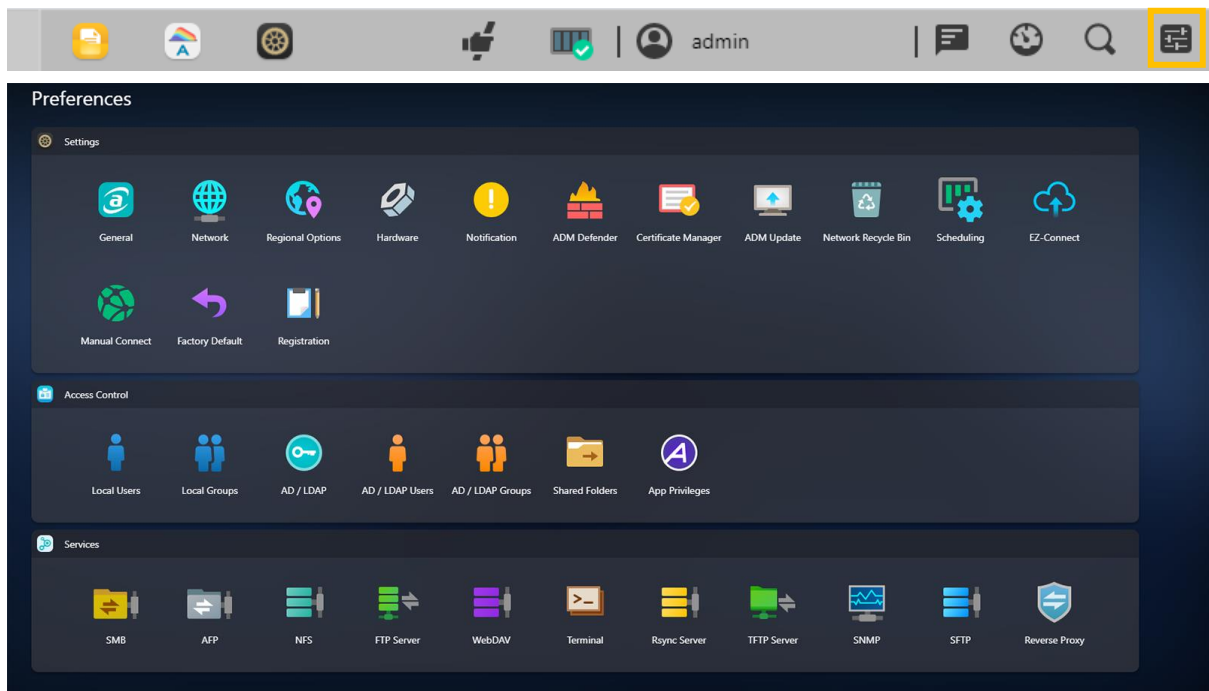 admin
Preferences
Settings
General Network Regional Options Hardware Notification ADM Defender Certificate Manager ADM Update Network Recycle Bin Scheduling EZ-Connect
Manual Connect Factory Default Registration
Access Control
Local Users Local Groups AD / LDAP AD / LDAP Users AD / LDAP Groups Shared Folders App Privileges
Services
SMB AFP NFS FTP Server WebDAV Terminal Rsync Server TFTP Server SNMP SFTP Reverse Proxy